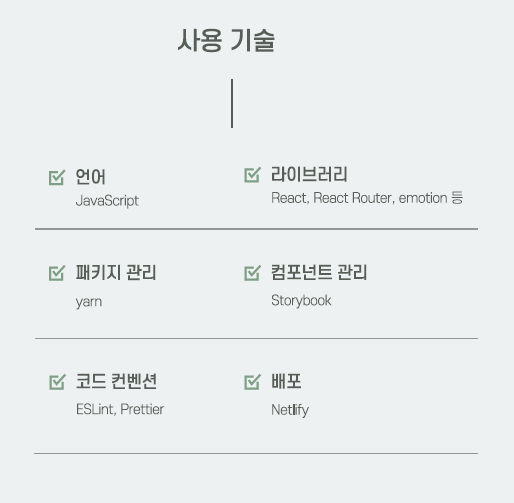 사용 기술
언어
JavaScript
라이브러리
React, React Router, emotion 등
패키지 관리
yarn
컴포넌트 관리
Storybook
코드 컨벤션
ESLint, Prettier
배포
Netlify